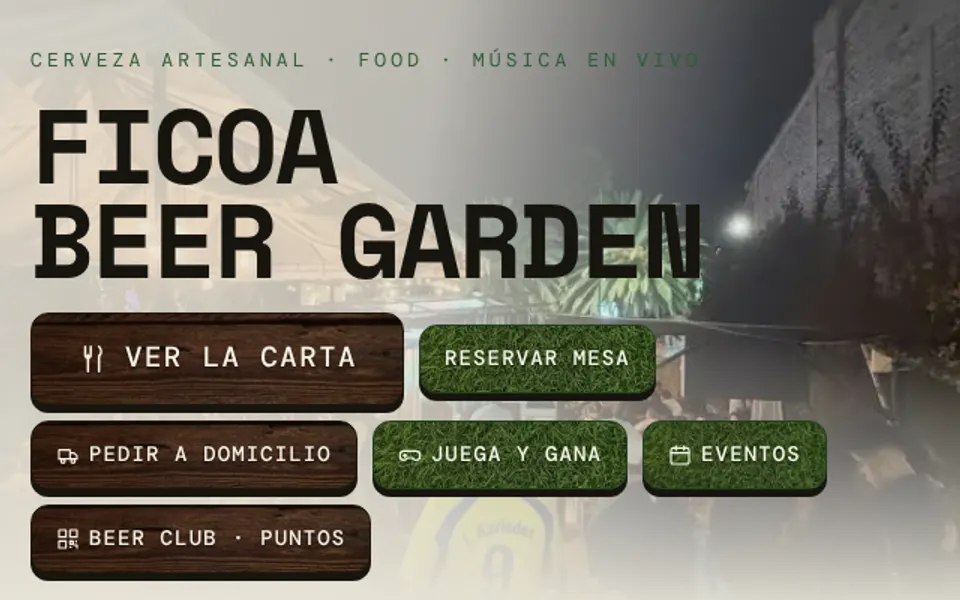 CERVEZA ARTESANAL · FOOD · MÚSICA EN VIVO
FICOA
BEER GARDEN
VER LA CARTA
RESERVAR MESA
PEDIR A DOMICILIO
JUEGA Y GANA
EVENTOS
BEER CLUB · PUNTOS